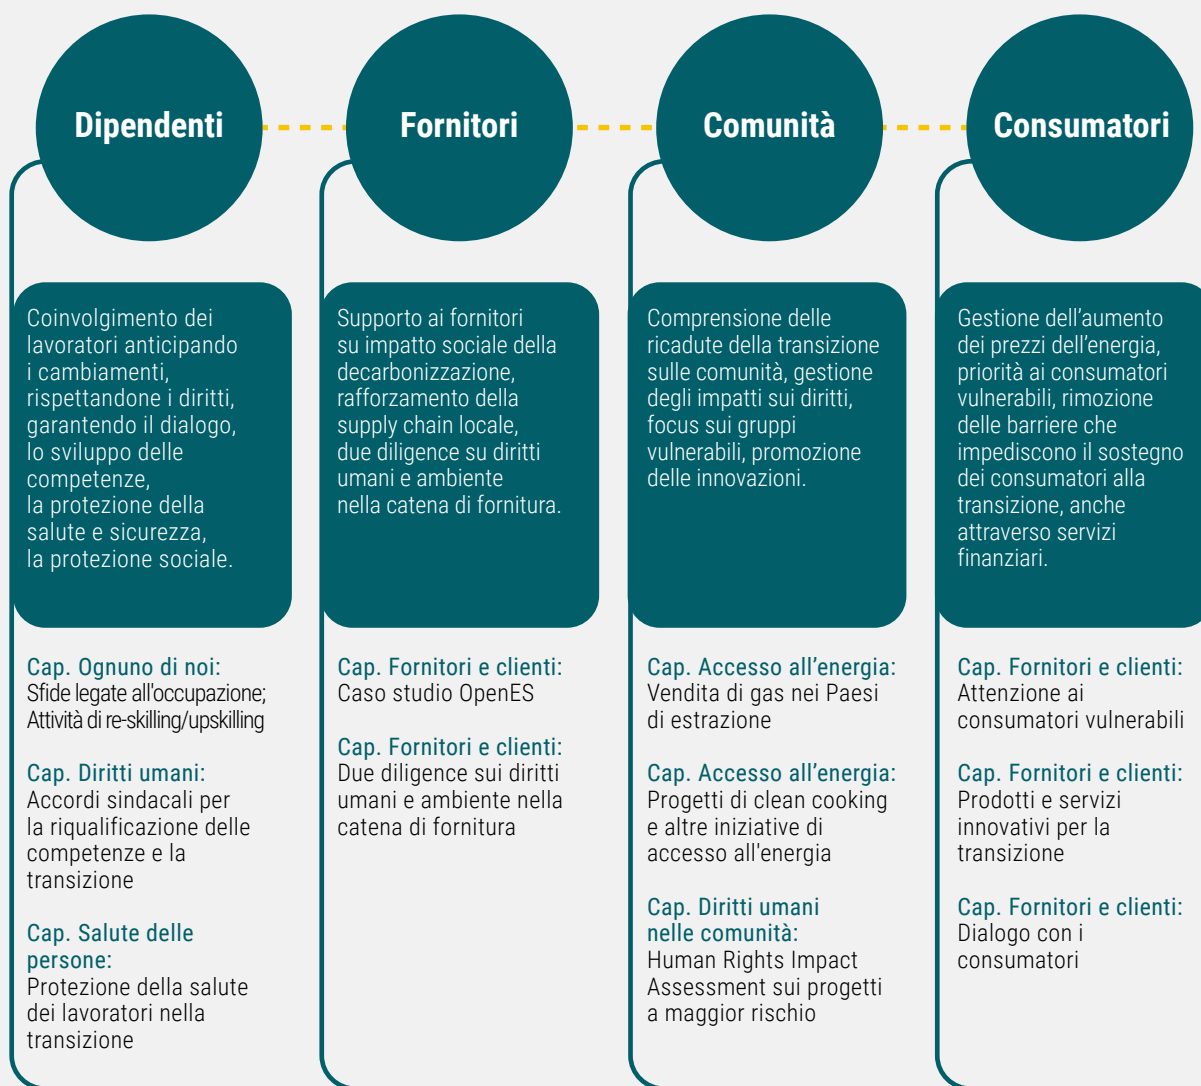 Dipendenti
Coinvolgimento dei
lavoratori anticipando
i cambiamenti,
rispettandone i diritti,
garantendo il dialogo,
lo sviluppo delle
competenze,
la protezione della
salute e sicurezza,
la protezione sociale.
Cap. Ognuno di noi:
Sfide legate all'occupazione;
Attività di re-skilling/upskilling
Cap. Diritti umani:
Accordi sindacali per
la riqualificazione delle
competenze e la
transizione
Cap. Salute delle
persone:
Protezione della salute
dei lavoratori nella
transizione
Fornitori
Supporto ai fornitori
su impatto sociale della
decarbonizzazione,
rafforzamento della
supply chain locale,
due diligence su diritti
umani e ambiente
nella catena di fornitura.
Cap. Fornitori e clienti:
Caso studio OpenES
Cap. Fornitori e clienti:
Due diligence sui diritti
umani e ambiente nella
catena di fornitura
Comunità
Comprensione delle
ricadute della transizione
sulle comunità, gestione
degli impatti sui diritti,
focus sui gruppi
vulnerabili, promozione
delle innovazioni.
Cap. Accesso all’energia:
Vendita di gas nei Paesi
di estrazione
Cap. Accesso all’energia:
Progetti di clean cooking
e altre iniziative di
accesso all'energia
Cap. Diritti umani
nelle comunità:
Human Rights Impact
Assessment sui progetti
a maggior rischio
Consumatori
Gestione dell’aumento
dei prezzi dell’energia,
priorità ai consumatori
vulnerabili, rimozione
delle barriere che
impediscono il sostegno
dei consumatori alla
transizione, anche
attraverso servizi
finanziari.
Cap. Fornitori e clienti:
Attenzione ai
consumatori vulnerabili
Cap. Fornitori e clienti:
Prodotti e servizi
innovativi per la
transizione
Cap. Fornitori e clienti:
Dialogo con i
consumatori